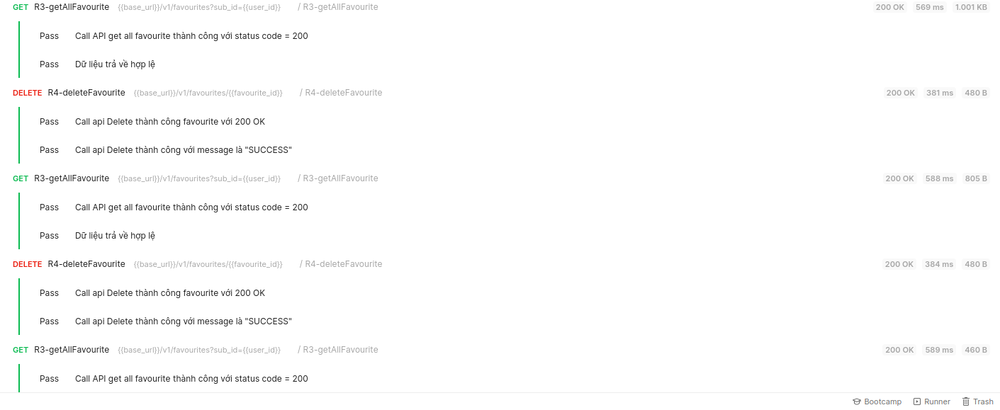 GET R3-getAllFavourite {{base_url}}/v1/favourites?sub_id={{user_id}} / R3-getAllFavourite 200 OK 569 ms 1.001 KB
Pass Call API get all favourite thành công với status code = 200
Pass Dữ liệu trả về hợp lệ
DELETE R4-deleteFavourite {{base_url}}/v1/favourites/{{favourite_id}} / R4-deleteFavourite 200 OK 381 ms 480 B
Pass Call api Delete thành công favourite với 200 OK
Pass Call api Delete thành công với message là "SUCCESS"
GET R3-getAllFavourite {{base_url}}/v1/favourites?sub_id={{user_id}} / R3-getAllFavourite 200 OK 588 ms 805 B
Pass Call API get all favourite thành công với status code = 200
Pass Dữ liệu trả về hợp lệ
DELETE R4-deleteFavourite {{base_url}}/v1/favourites/{{favourite_id}} / R4-deleteFavourite 200 OK 384 ms 480 B
Pass Call api Delete thành công favourite với 200 OK
Pass Call api Delete thành công với message là "SUCCESS"
GET R3-getAllFavourite {{base_url}}/v1/favourites?sub_id={{user_id}} / R3-getAllFavourite 200 OK 589 ms 460 B
Pass Call API get all favourite thành công với status code = 200
Bootcamp Runner Trash